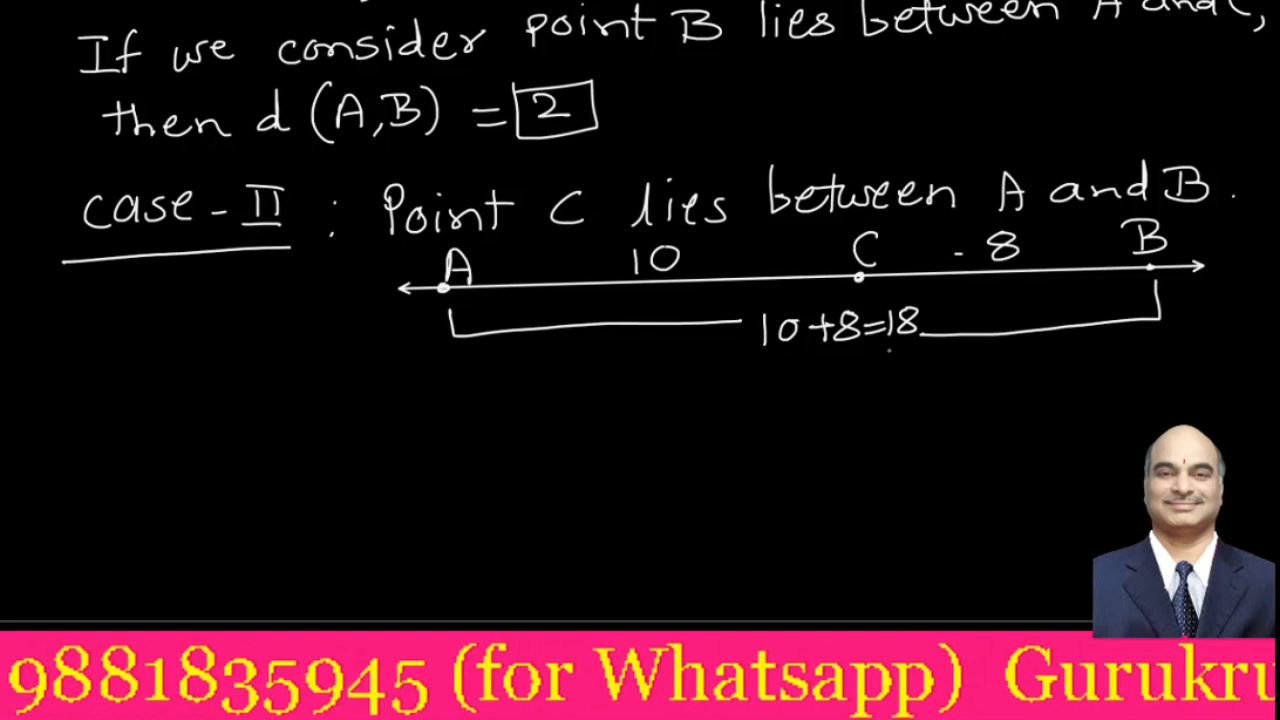 If we consider point B lies between A and C,
then d (A,B) = 2
case - II : Point C lies between A and B.
A 10 C - 8 B
10+8=18
9881835945 (for Whatsapp) Gurukru